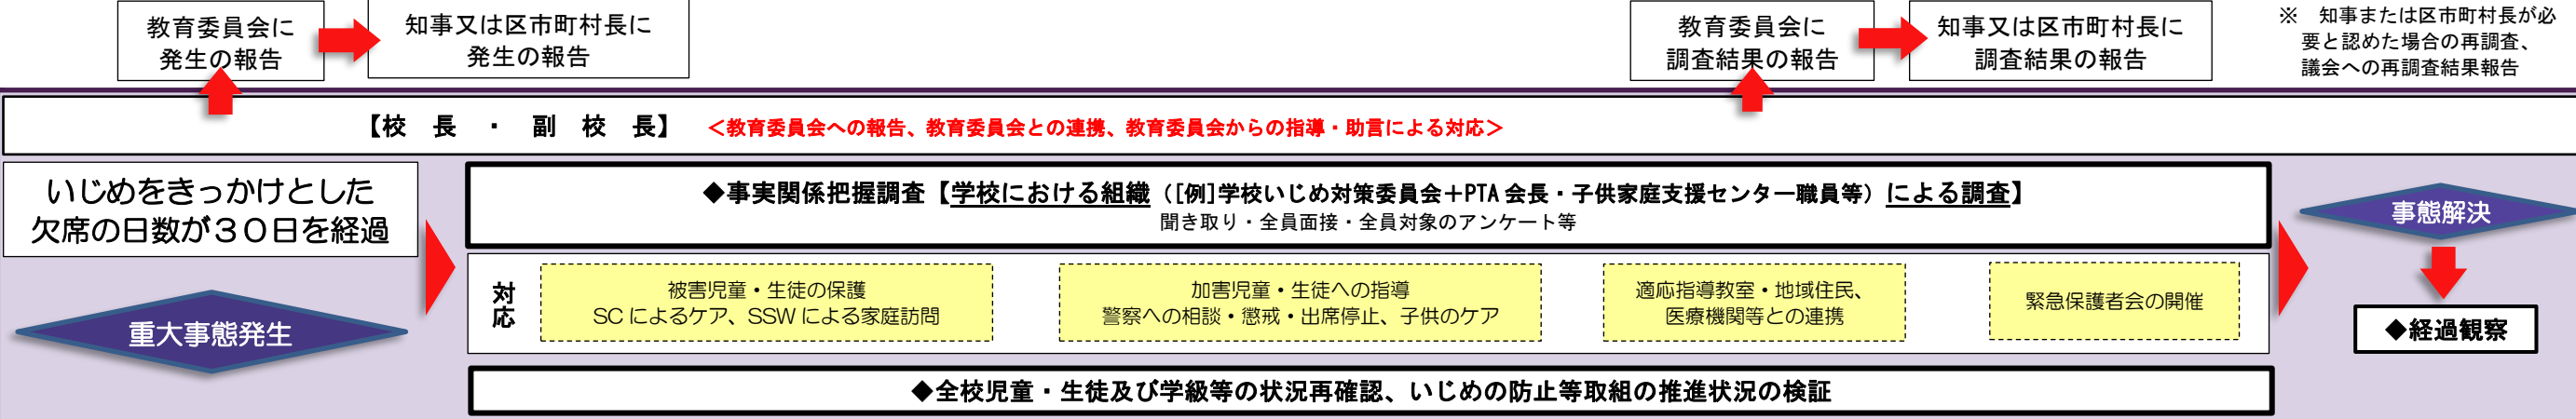 教育委員会に
発生の報告
知事又は区市町村長に
発生の報告
教育委員会に
調査結果の報告
知事又は区市町村長に
調査結果の報告
※　知事または区市町村長が必
要と認めた場合の再調査、
議会への再調査結果報告
【校　長　・　副　校　長】　＜教育委員会への報告、教育委員会との連携、教育委員会からの指導・助言による対応＞
いじめをきっかけとした
欠席の日数が３０日を経過
重大事態発生
◆事実関係把握調査【学校における組織（[例]学校いじめ対策委員会＋PTA 会長・子供家庭支援センター職員等）による調査】
聞き取り・全員面接・全員対象のアンケート等
対応
被害児童・生徒の保護
SC によるケア、SSW による家庭訪問
加害児童・生徒への指導
警察への相談・懲戒・出席停止、子供のケア
適応指導教室・地域住民、
医療機関等との連携
緊急保護者会の開催
◆全校児童・生徒及び学級等の状況再確認、いじめの防止等取組の推進状況の検証
事態解決
◆経過観察